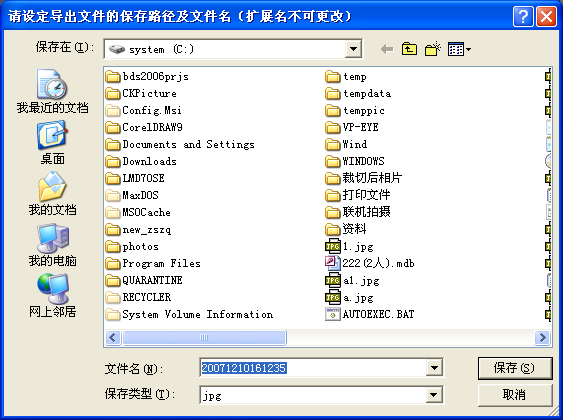 请设定导出文件的保存路径及文件名（扩展名不可更改）
保存在(I):
system (C:)
我最近的文档
桌面
我的文档
我的电脑
网上邻居
bds2006prjs
CKPicture
Config.Msi
CorelDRAW9
Documents and Settings
Downloads
LMD70SE
MaxDOS
MSOCache
new_zszq
photos
Program Files
QUARANTINE
RECYCLER
System Volume Information
temp
tempdata
temppic
VP-EYE
Wind
WINDOWS
裁切后相片
打印文件
联机拍摄
资料
1.jpg
222(2人).mdb
a1.jpg
a.jpg
AUTOEXEC.BAT
文件名(N):
20071210161235
保存(S)
保存类型(T):
jpg
取消